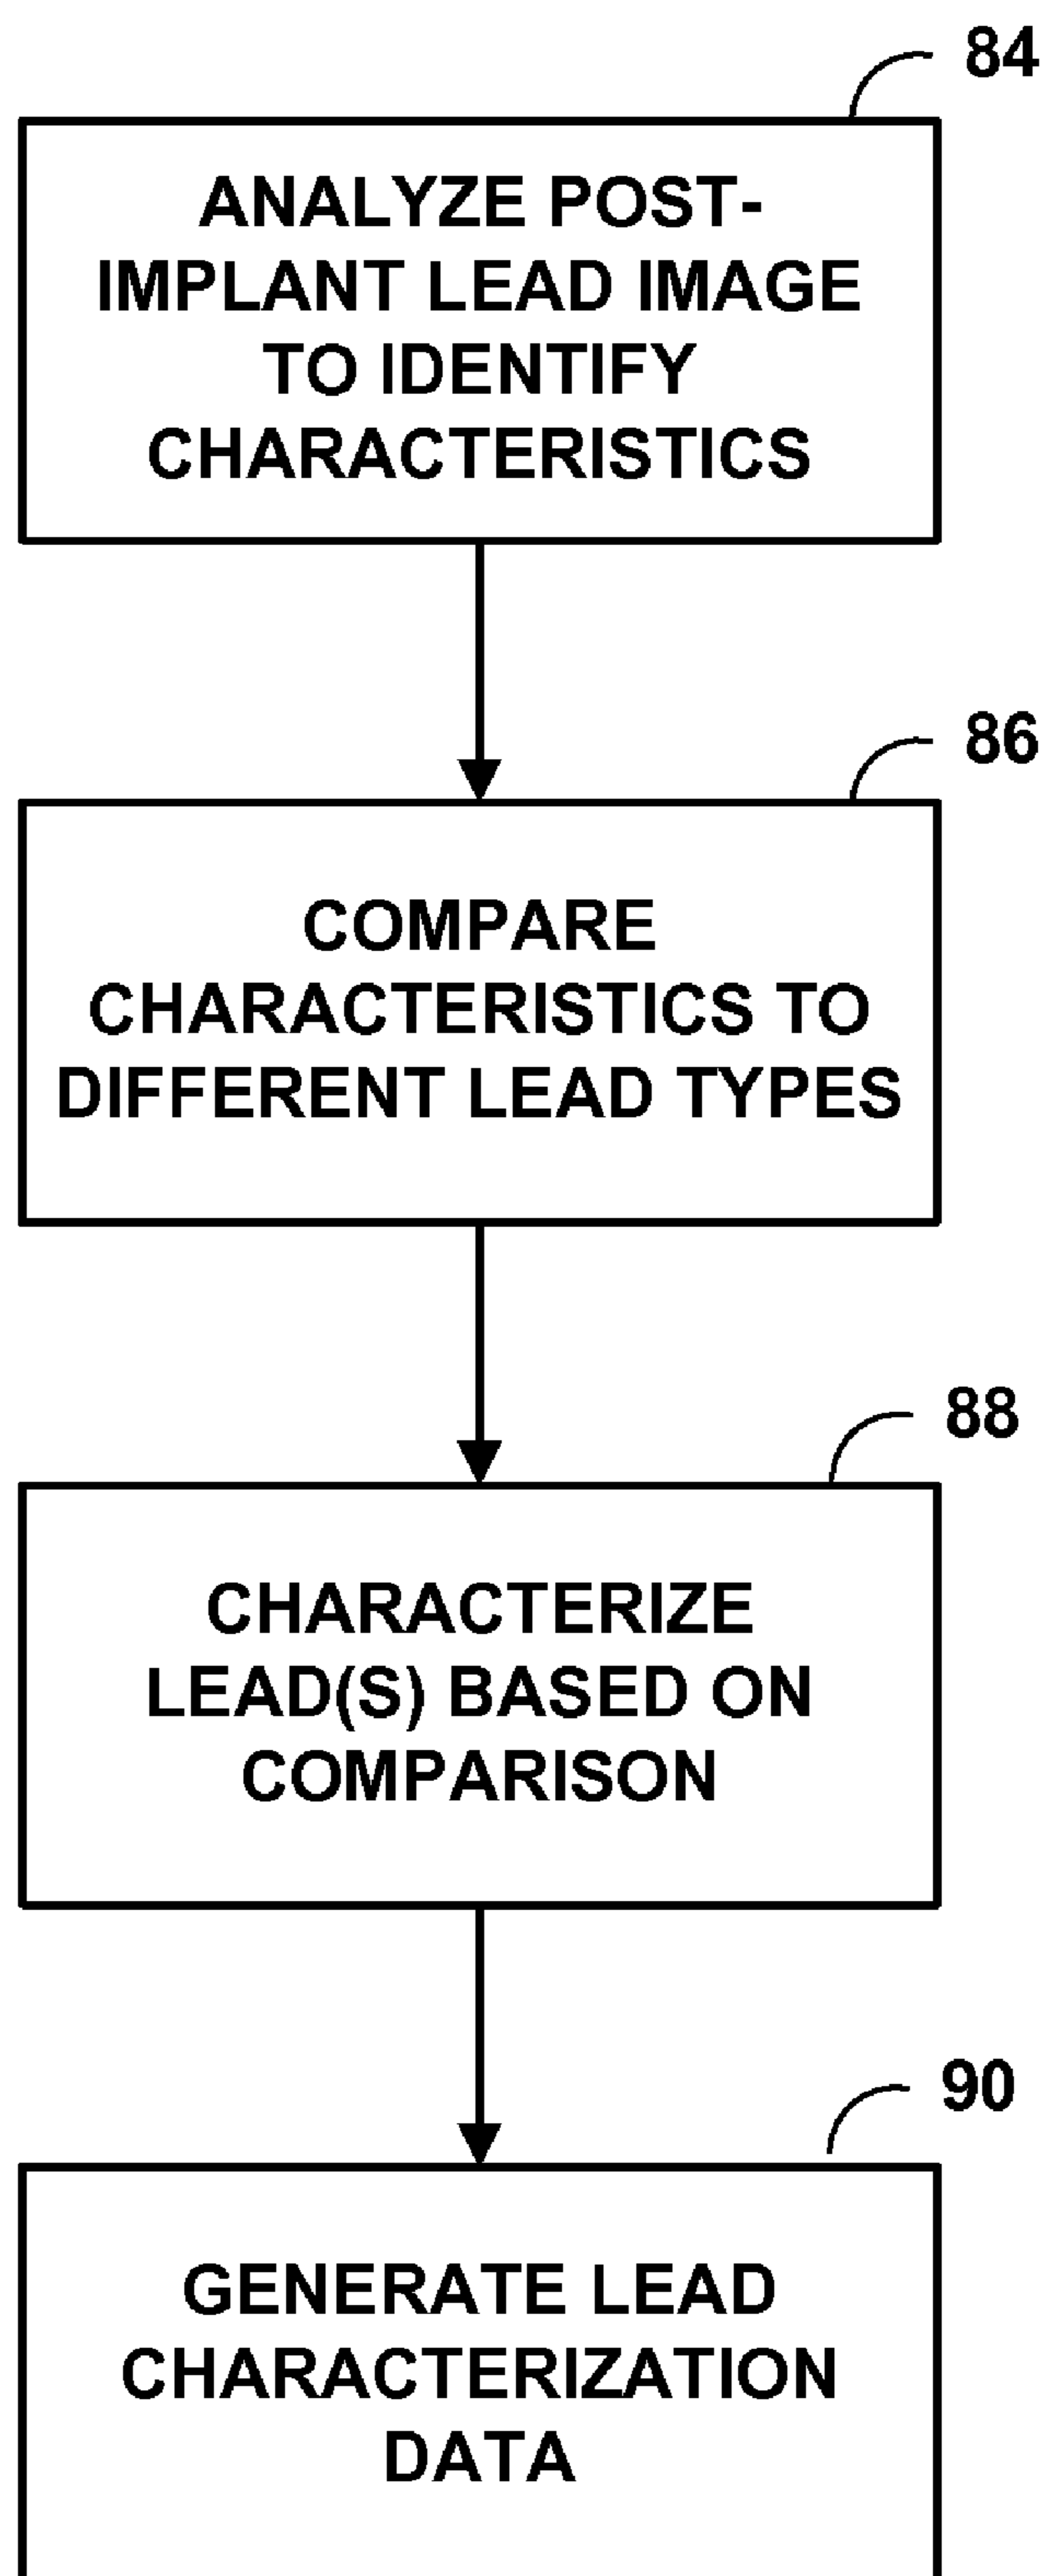 84
ANALYZE POST-
IMPLANT LEAD IMAGE
TO IDENTIFY
CHARACTERISTICS
86
COMPARE
CHARACTERISTICS TO
DIFFERENT LEAD TYPES
88
CHARACTERIZE
LEAD(S) BASED ON
COMPARISON
90
GENERATE LEAD
CHARACTERIZATION
DATA